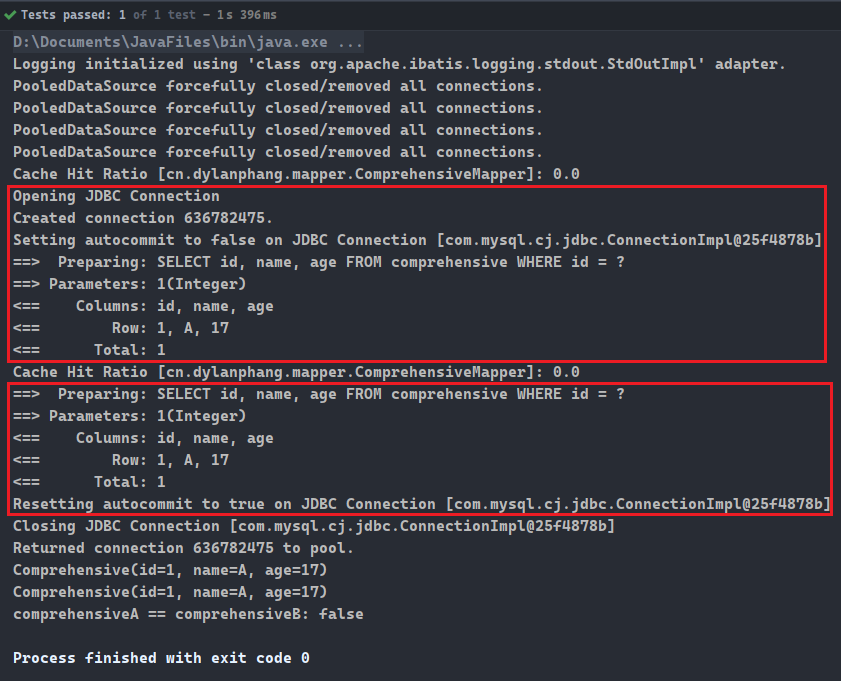 Tests passed: 1 of 1 test – 1 s 396 ms
D:\Documents\JavaFiles\bin\java.exe ...
Logging initialized using 'class org.apache.ibatis.logging.stdout.StdOutImpl' adapter.
PooledDataSource forcefully closed/removed all connections.
PooledDataSource forcefully closed/removed all connections.
PooledDataSource forcefully closed/removed all connections.
PooledDataSource forcefully closed/removed all connections.
Cache Hit Ratio [cn.dylanphang.mapper.ComprehensiveMapper]: 0.0
Opening JDBC Connection
Created connection 636782475.
Setting autocommit to false on JDBC Connection [com.mysql.cj.jdbc.ConnectionImpl@25f4878b]
==>  Preparing: SELECT id, name, age FROM comprehensive WHERE id = ?
==> Parameters: 1(Integer)
<==    Columns: id, name, age
<==        Row: 1, A, 17
<==      Total: 1
Cache Hit Ratio [cn.dylanphang.mapper.ComprehensiveMapper]: 0.0
==>  Preparing: SELECT id, name, age FROM comprehensive WHERE id = ?
==> Parameters: 1(Integer)
<==    Columns: id, name, age
<==        Row: 1, A, 17
<==      Total: 1
Resetting autocommit to true on JDBC Connection [com.mysql.cj.jdbc.ConnectionImpl@25f4878b]
Closing JDBC Connection [com.mysql.cj.jdbc.ConnectionImpl@25f4878b]
Returned connection 636782475 to pool.
Comprehensive(id=1, name=A, age=17)
Comprehensive(id=1, name=A, age=17)
comprehensiveA == comprehensiveB: false
Process finished with exit code 0